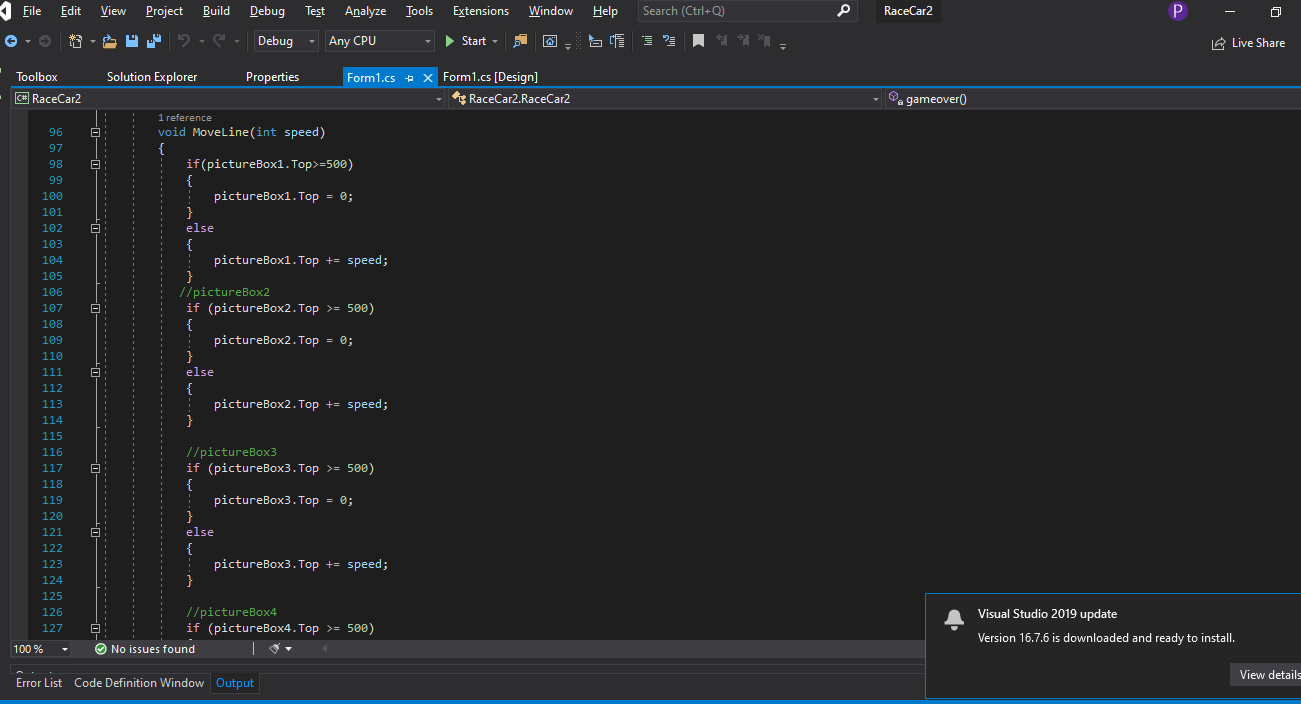 File Edit View Project Build Debug Test Analyze Tools Extensions Window Help Search (Ctrl+Q) RaceCar2 P
Debug Any CPU Start Live Share
Toolbox Solution Explorer Properties Form1.cs Form1.cs [Design]
C# RaceCar2 RaceCar2.RaceCar2 gameover()
1 reference
96 void MoveLine(int speed)
97 {
98 if(pictureBox1.Top>=500)
99 {
100 pictureBox1.Top = 0;
101 }
102 else
103 {
104 pictureBox1.Top += speed;
105 }
106 //pictureBox2
107 if (pictureBox2.Top >= 500)
108 {
109 pictureBox2.Top = 0;
110 }
111 else
112 {
113 pictureBox2.Top += speed;
114 }
115
116 //pictureBox3
117 if (pictureBox3.Top >= 500)
118 {
119 pictureBox3.Top = 0;
120 }
121 else
122 {
123 pictureBox3.Top += speed;
124 }
125
126 //pictureBox4
127 if (pictureBox4.Top >= 500)
100 % No issues found
Visual Studio 2019 update
Version 16.7.6 is downloaded and ready to install.
View details
Error List Code Definition Window Output